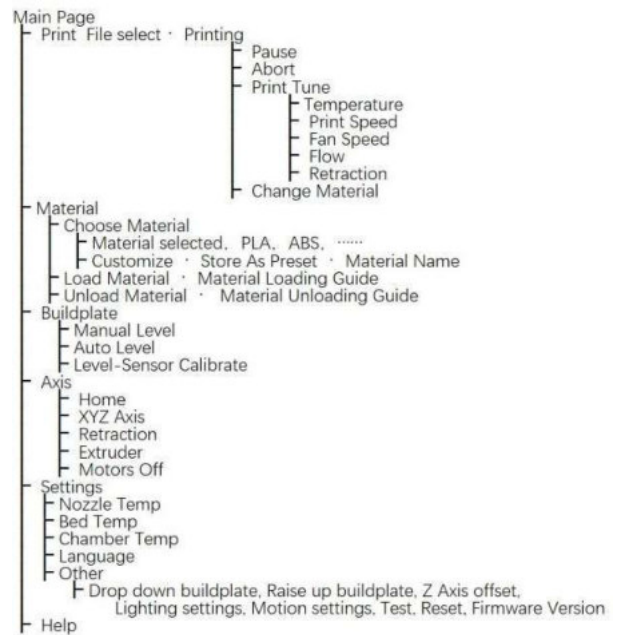 Main Page
Print File select · Printing
Pause
Abort
Print Tune
Temperature
Print Speed
Fan Speed
Flow
Retraction
Change Material
Material
Choose Material
Material selected, PLA, ABS, ······
Customize · Store As Preset · Material Name
Load Material · Material Loading Guide
Unload Material · Material Unloading Guide
Buildplate
Manual Level
Auto Level
Level-Sensor Calibrate
Axis
Home
XYZ Axis
Retraction
Extruder
Motors Off
Settings
Nozzle Temp
Bed Temp
Chamber Temp
Language
Other
Drop down buildplate, Raise up buildplate, Z Axis offset,
Lighting settings, Motion settings, Test, Reset, Firmware Version
Help